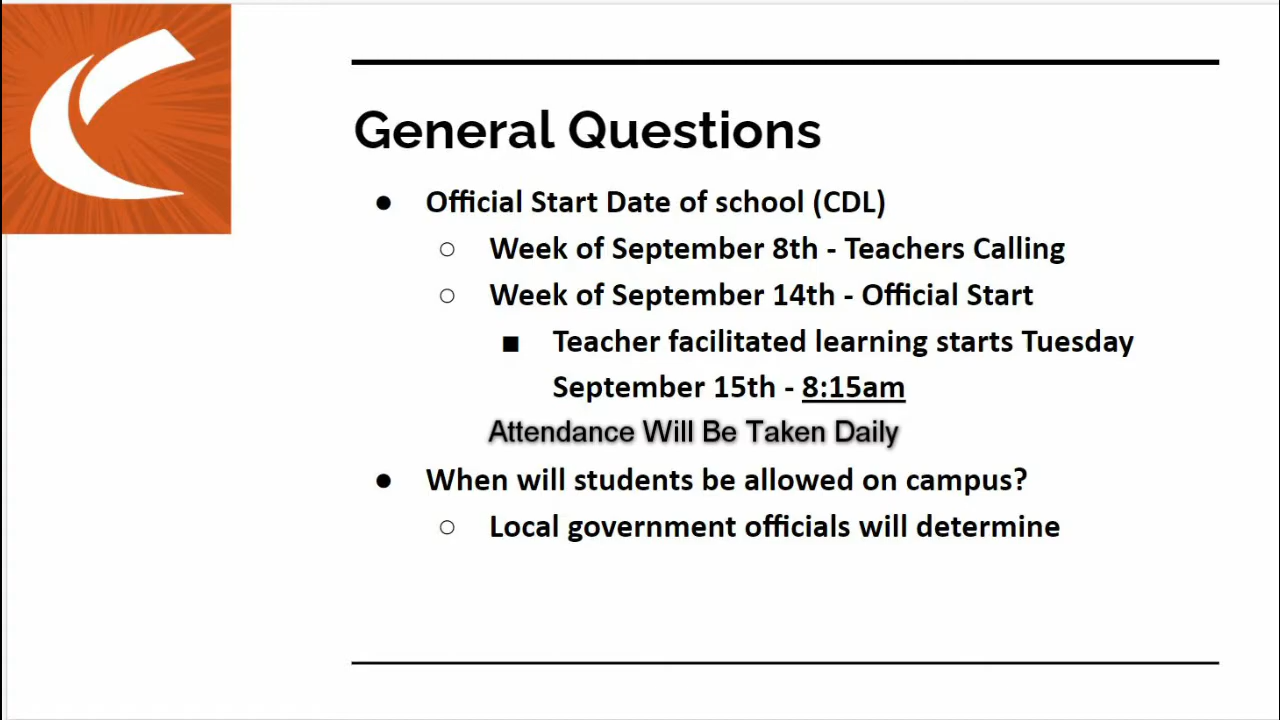 General Questions
● Official Start Date of school (CDL)
○ Week of September 8th - Teachers Calling
○ Week of September 14th - Official Start
■ Teacher facilitated learning starts Tuesday
September 15th - 8:15am
Attendance Will Be Taken Daily
● When will students be allowed on campus?
○ Local government officials will determine